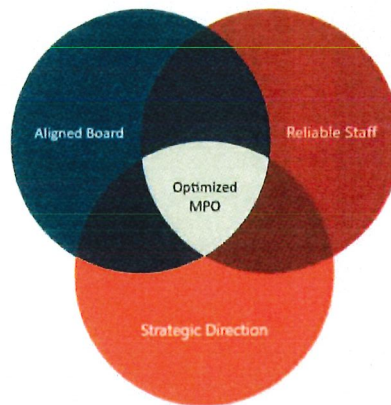 Aligned Board
Reliable Staff
Optimized
MPO
Strategic Direction